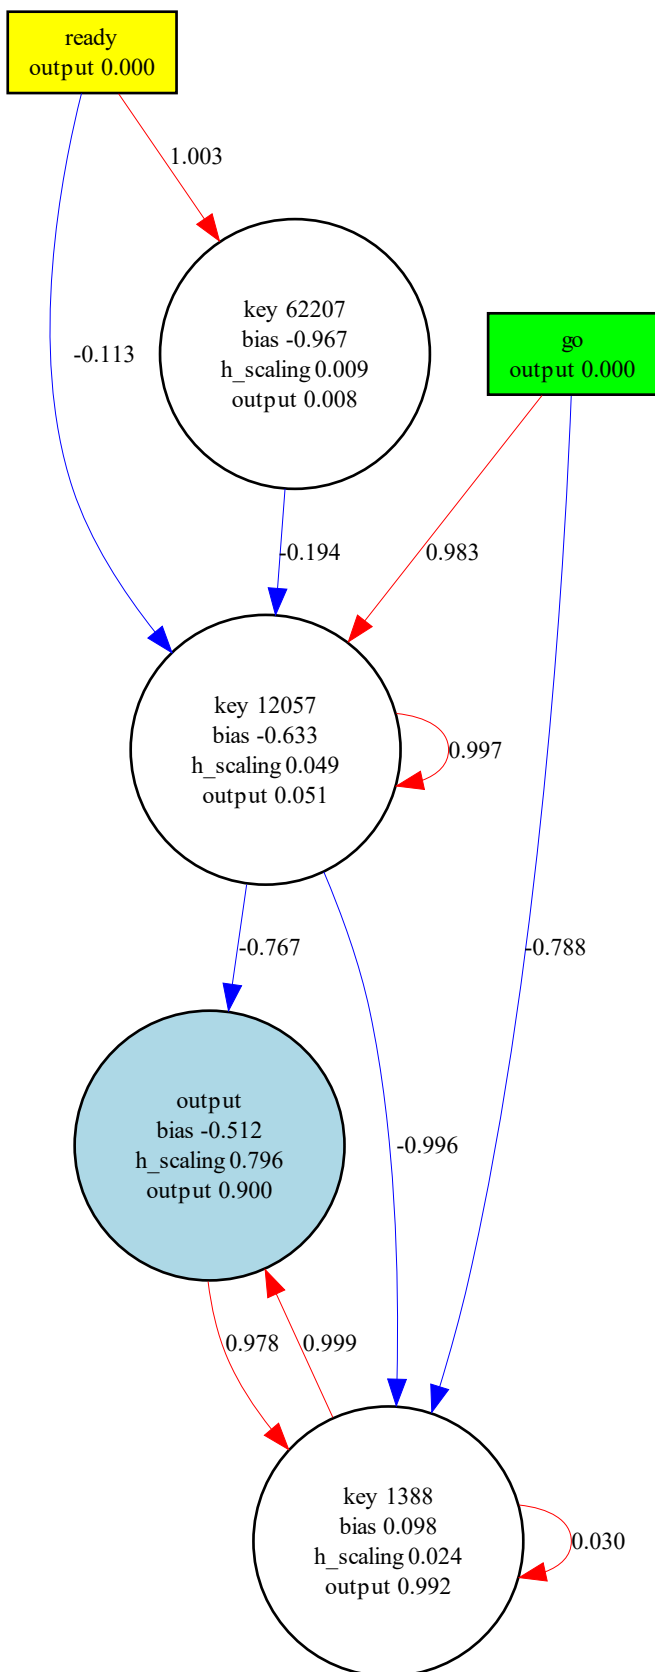 ready
output 0.000
1.003
key 62207
bias -0.967
h_scaling 0.009
output 0.008
-0.113
go
output 0.000
-0.194
0.983
key 12057
bias -0.633
h_scaling 0.049
output 0.051
0.997
-0.767
-0.788
output
bias -0.512
h_scaling 0.796
output 0.900
-0.996
0.978
0.999
key 1388
bias 0.098
h_scaling 0.024
output 0.992
0.030